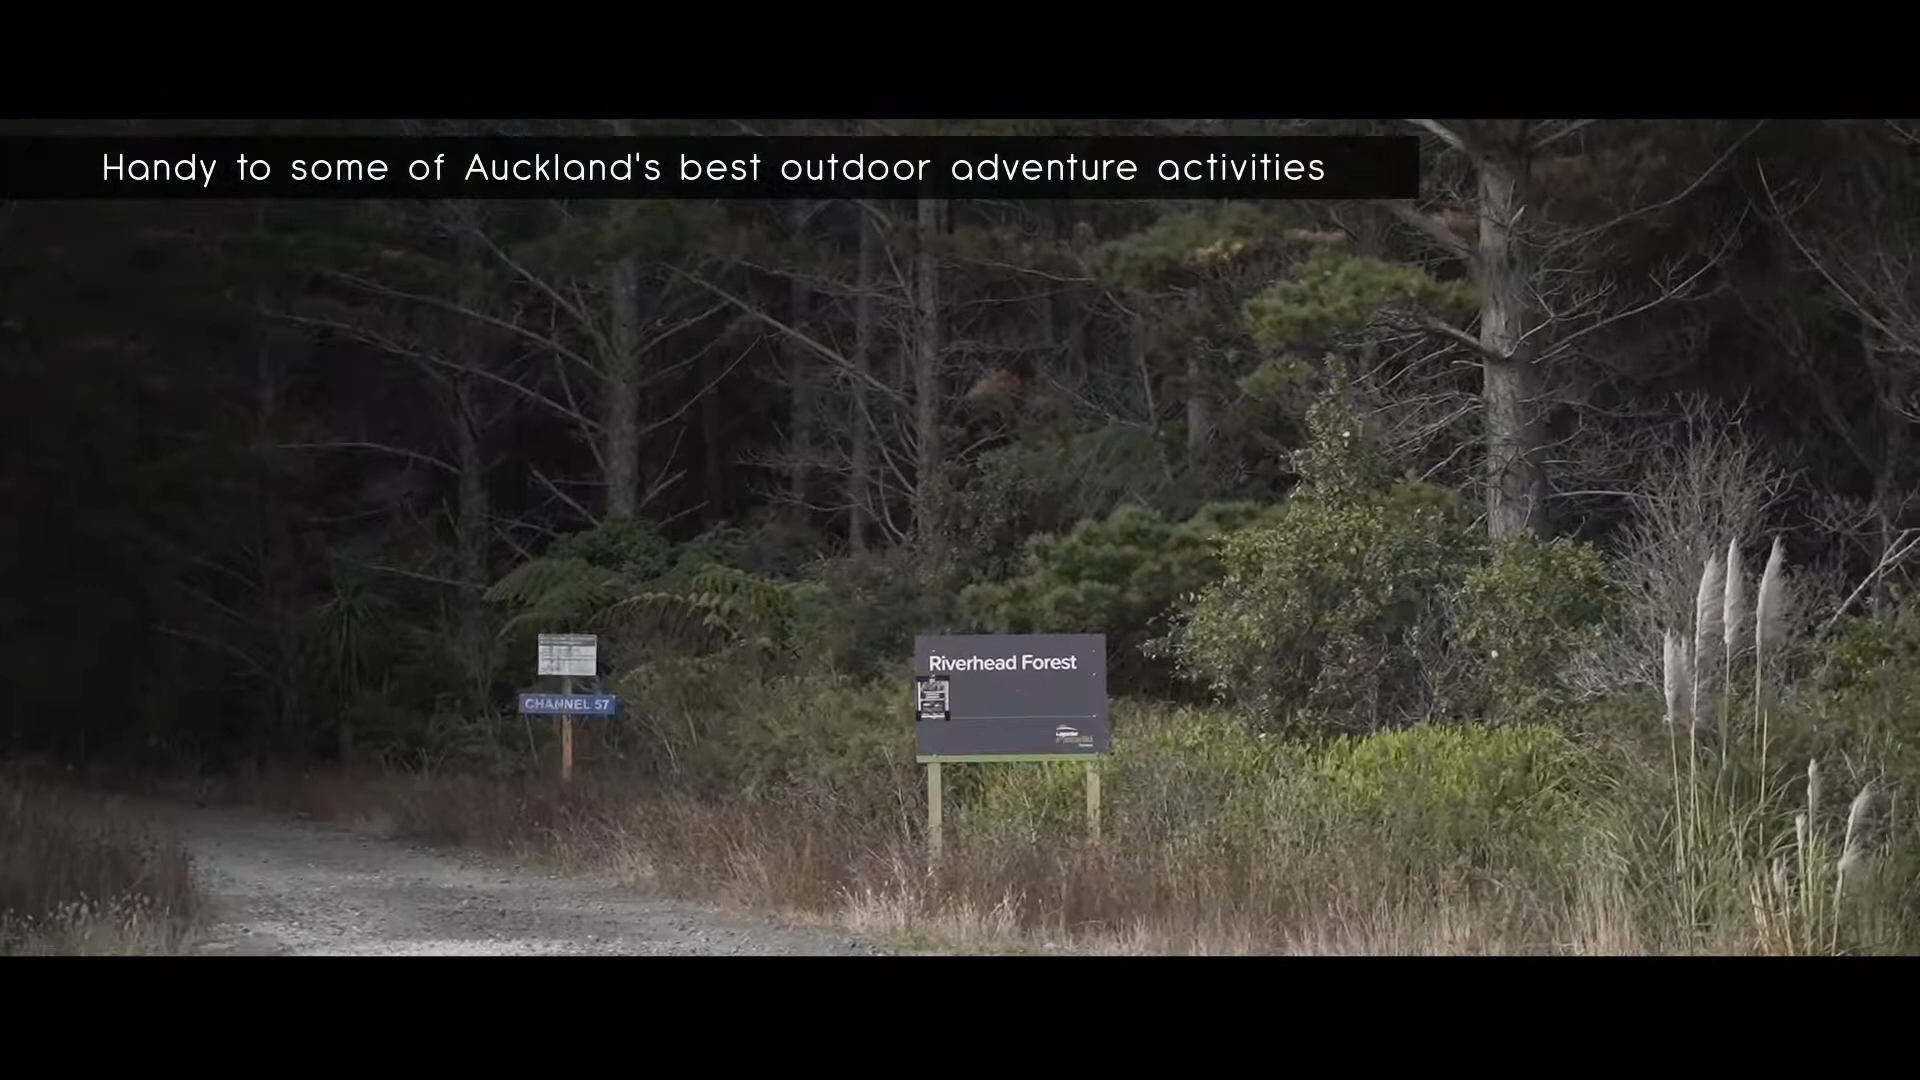 Handy to some of Auckland's best outdoor adventure activities
Riverhead Forest
CHANNEL 57